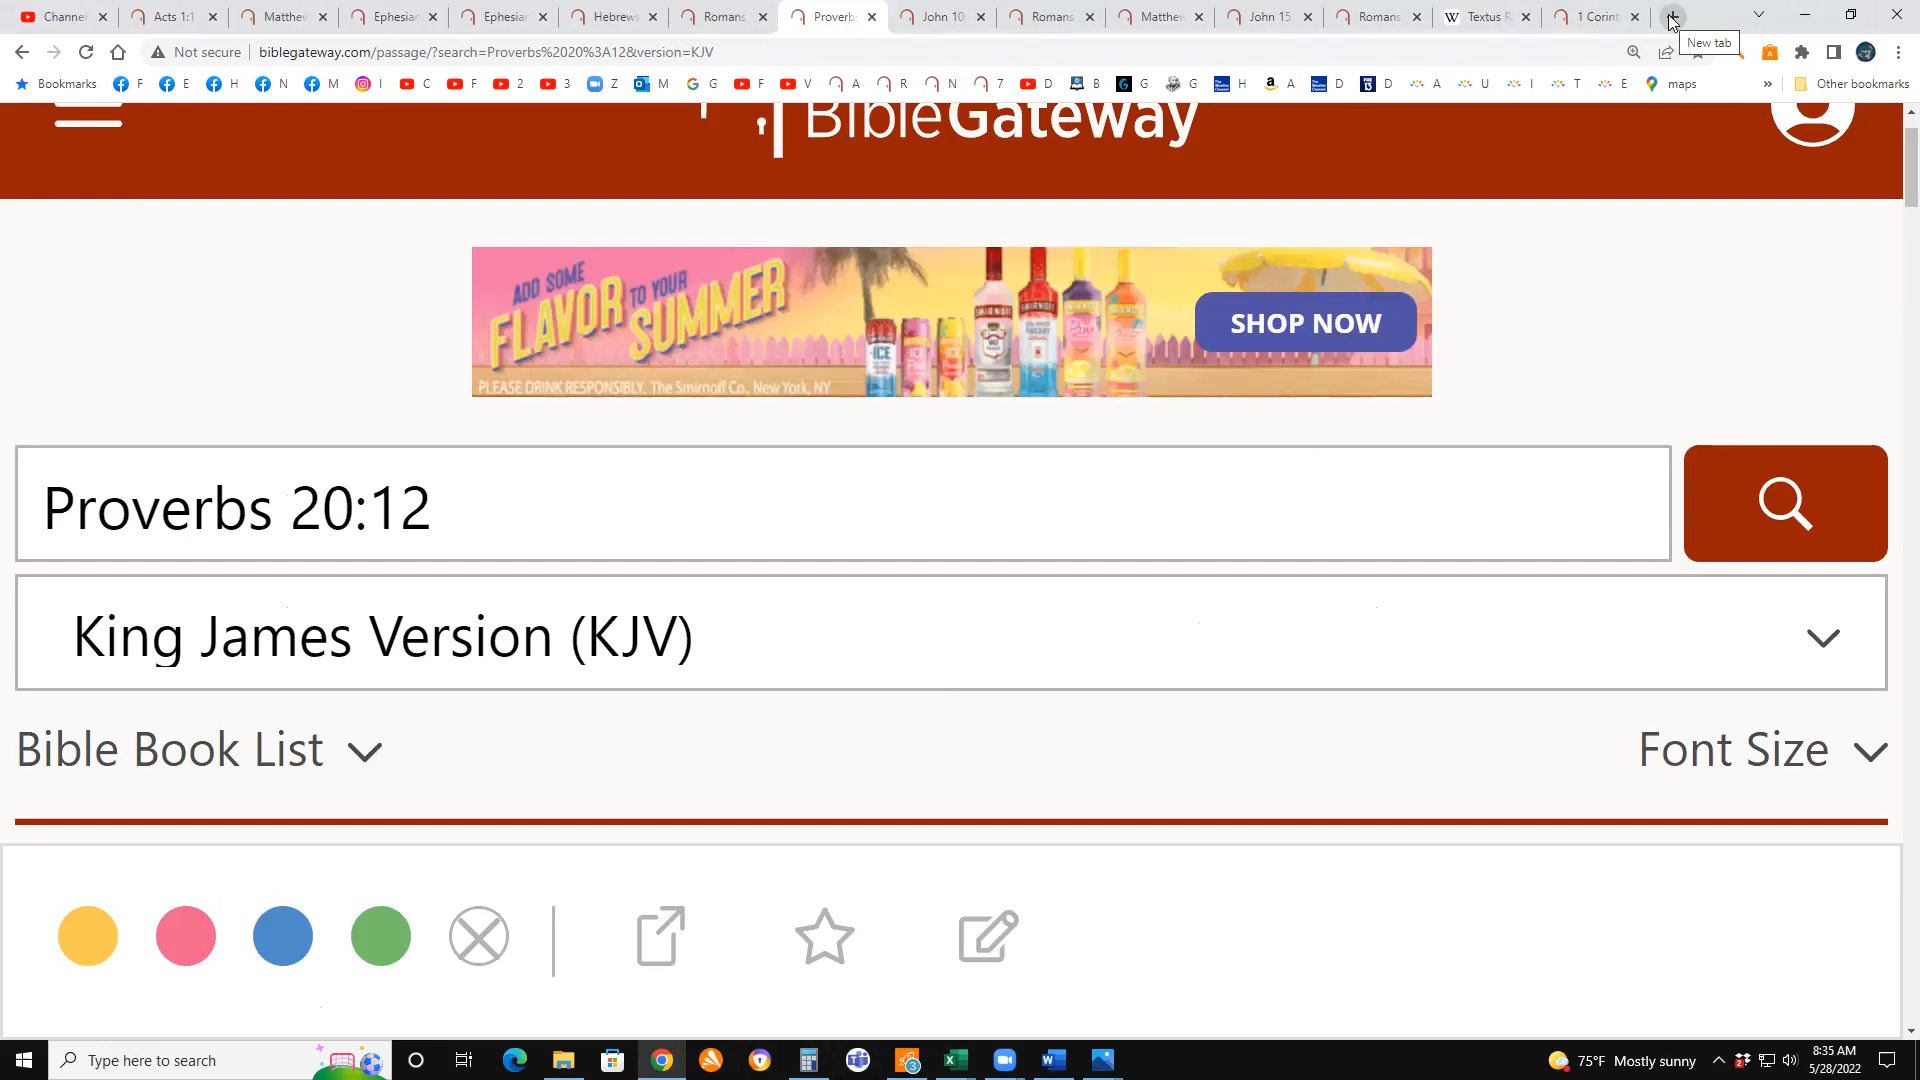 Channel Acts 1:1 Matthew Ephesian Ephesian Hebrews Romans Proverb John 10 Romans Matthew John 15 Romans W Textus R 1 Corint
New tab
Not secure biblegateway.com/passage/?search=Proverbs%2020%3A12&version=KJV
Bookmarks F E H N M I C F 2 3 Z M G F V A R N 7 D B G G H A D D A U I T E maps » Other bookmarks
BibleGateway
ADD SOME
FLAVOR TO YOUR
SUMMER
SHOP NOW
PLEASE DRINK RESPONSIBLY. The Smirnoff Co., New York, NY
Proverbs 20:12
King James Version (KJV)
Bible Book List
Font Size
Type here to search
3
75°F Mostly sunny
8:35 AM
5/28/2022